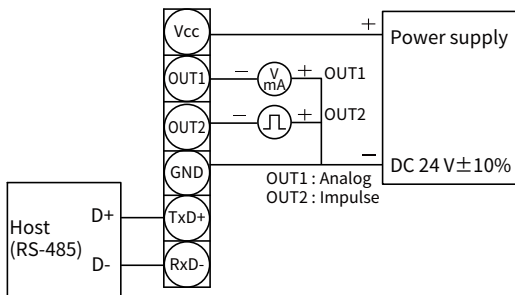 Vcc
+
Power supply
OUT1
−
V
mA
+
OUT1
OUT2
−
+
OUT2
GND
−
DC 24 V±10%
OUT1 : Analog
OUT2 : Impulse
Host
(RS-485)
D+
TxD+
D-
RxD-